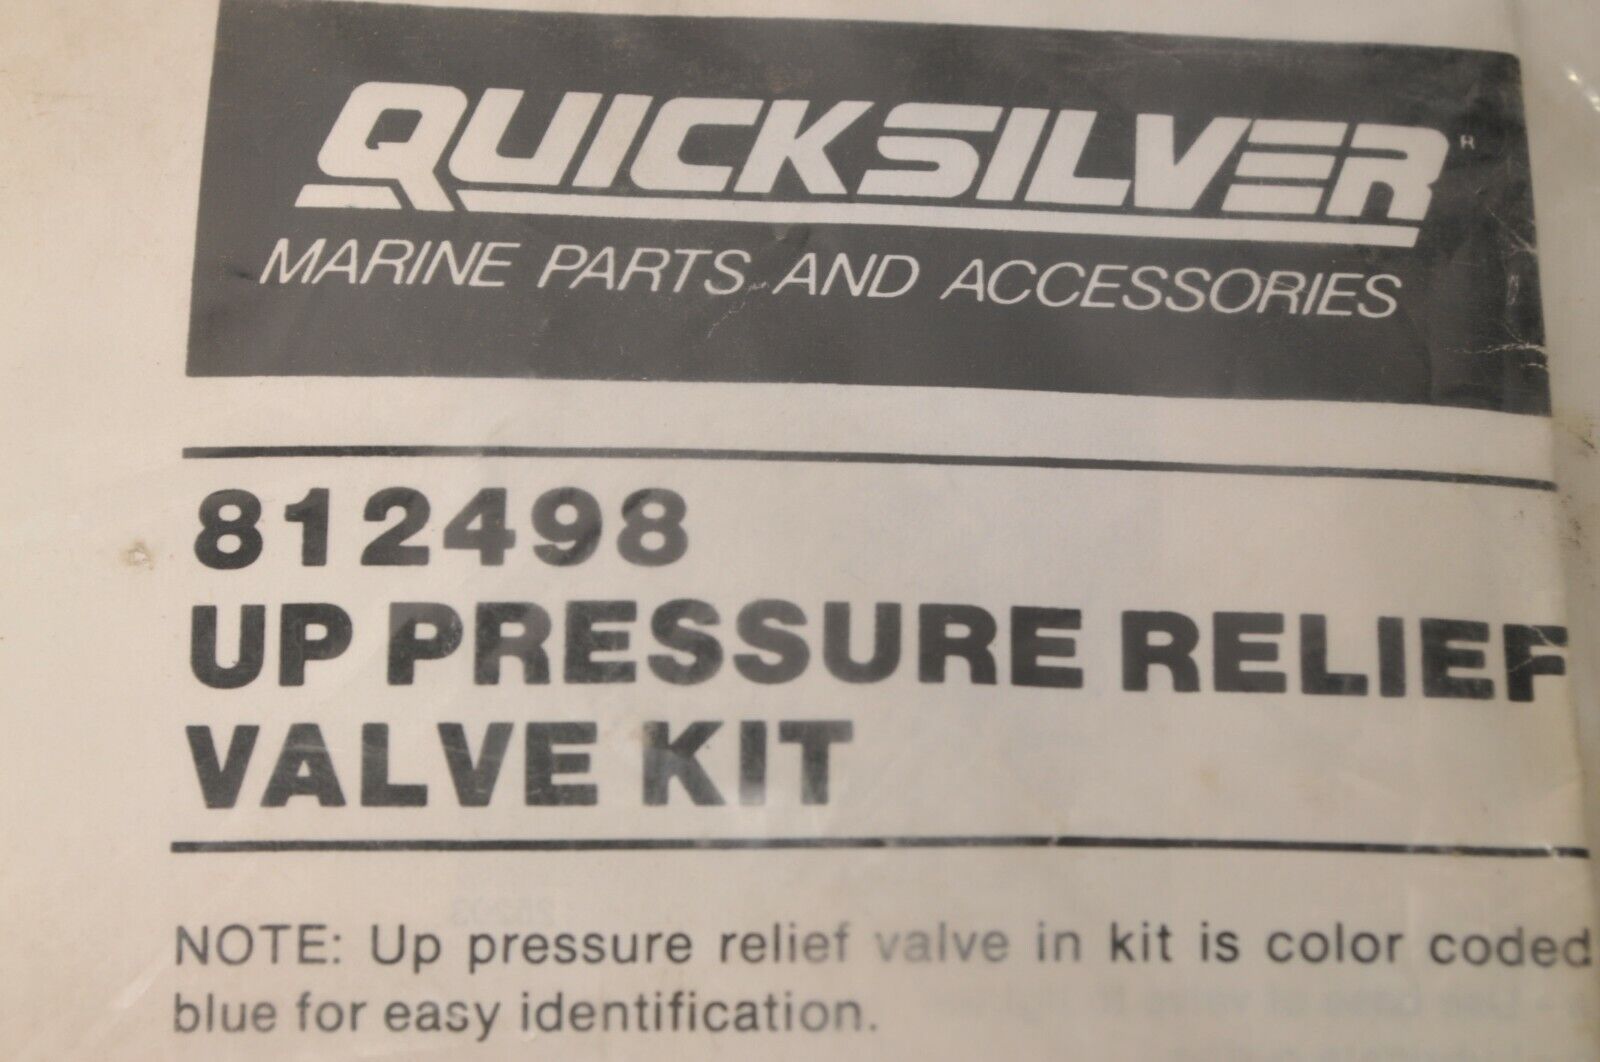 QUICKSILVER R
MARINE PARTS AND ACCESSORIES
812498
UP PRESSURE RELIEF
VALVE KIT
NOTE: Up pressure relief valve in kit is color coded
blue for easy identification.